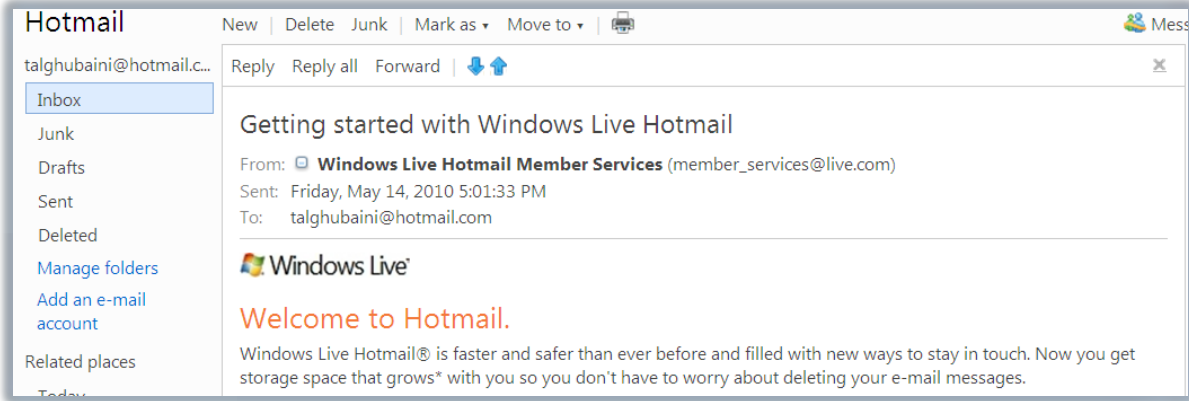 Hotmail
New | Delete Junk | Mark as ▾ Move to ▾ |
Mess
talghubaini@hotmail.c...
Inbox
Junk
Drafts
Sent
Deleted
Manage folders
Add an e-mail
account
Related places
Today
Reply Reply all Forward |
Getting started with Windows Live Hotmail
From: Windows Live Hotmail Member Services (member_services@live.com)
Sent: Friday, May 14, 2010 5:01:33 PM
To: talghubaini@hotmail.com
Windows Live
Welcome to Hotmail.
Windows Live Hotmail® is faster and safer than ever before and filled with new ways to stay in touch. Now you get
storage space that grows* with you so you don't have to worry about deleting your e-mail messages.